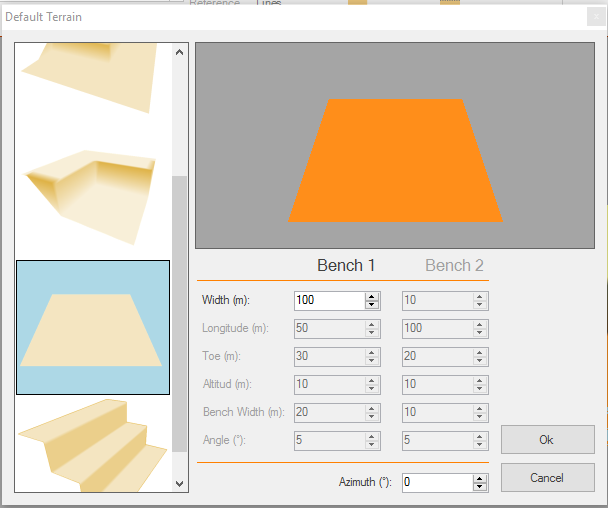 Reference Lines
Default Terrain
x
Bench 1 Bench 2
Width (m): 100 10
Longitude (m): 50 100
Toe (m): 30 20
Altitud (m): 10 10
Bench Width (m): 20 10
Angle (°): 5 5
Ok
Azimuth (°): 0 Cancel